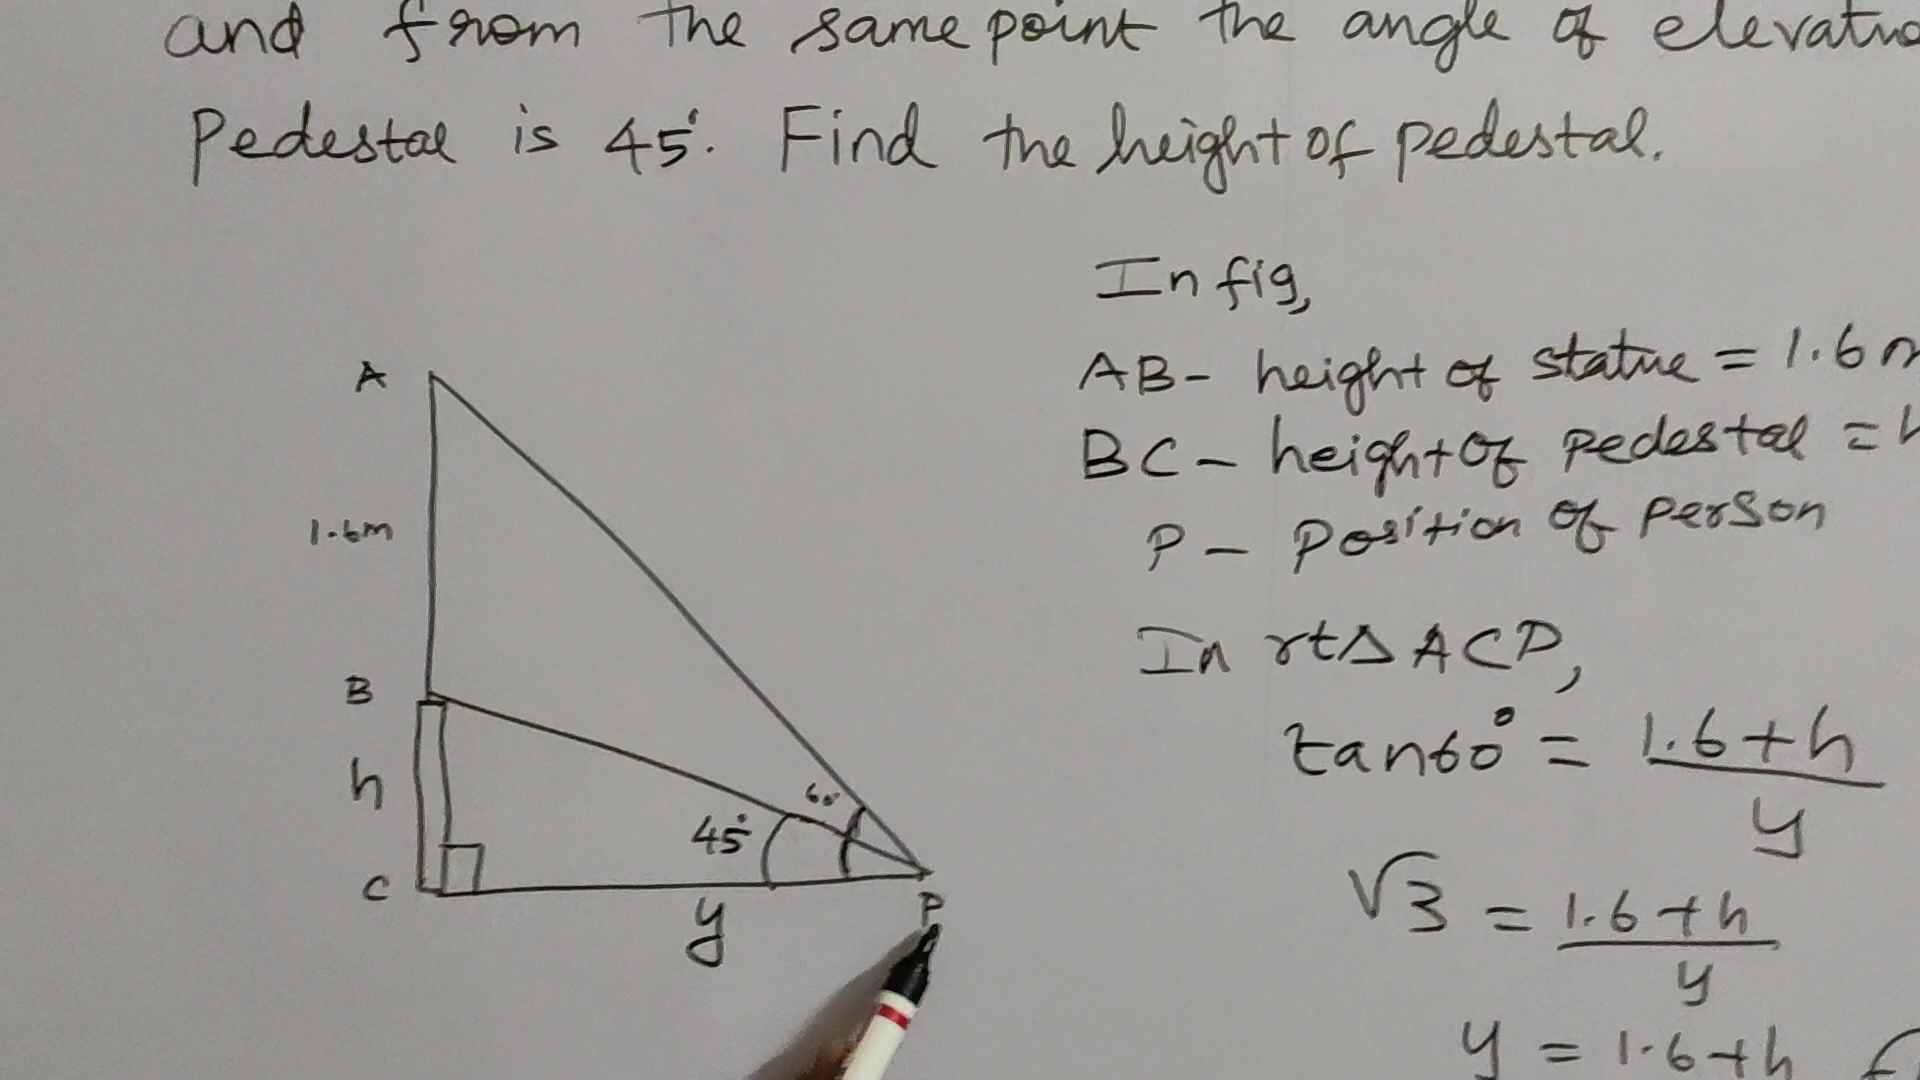 and from the same point the angle of elevatio
Pedestal is 45°. Find the height of pedestal.
In fig,
AB - height of statue = 1.6 m
BC - height of pedestal = h
P - position of person
In rt∆ ACP,
tan60° = 1.6+h
y
√3 = 1.6+h
y
y = 1.6+h
A
1.6m
B
h
60°
45°
C
y
P